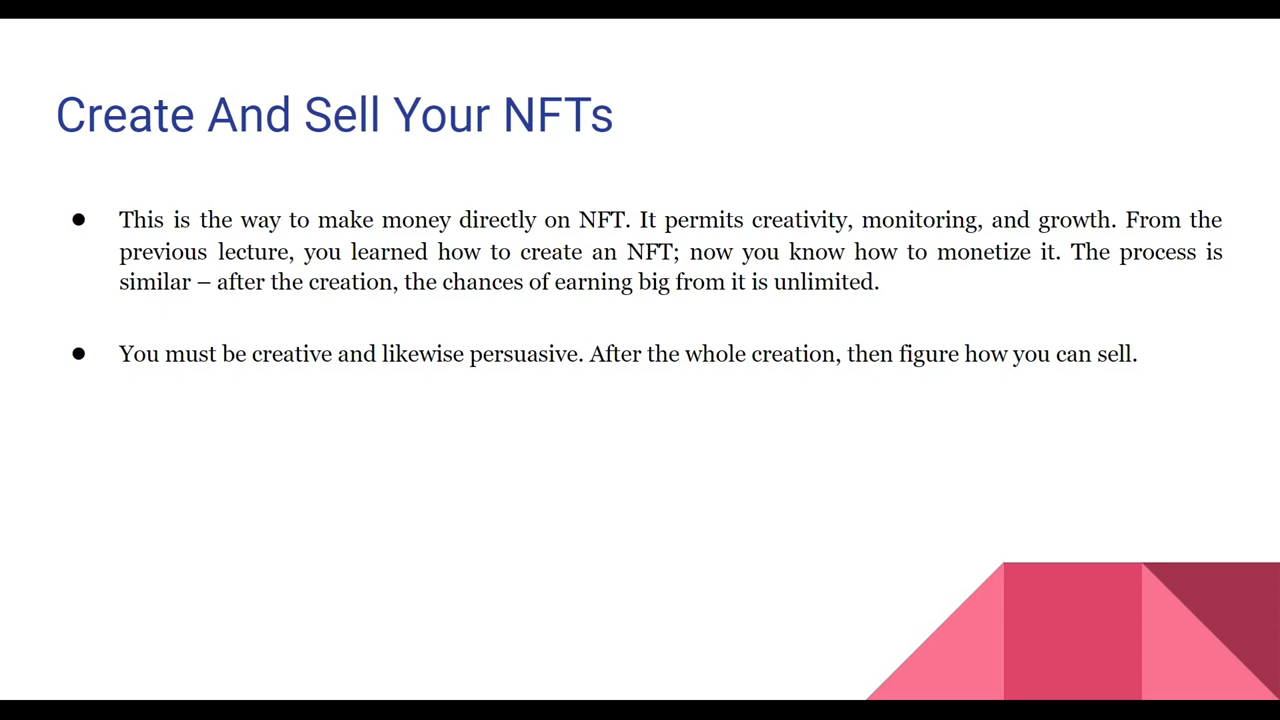 Create And Sell Your NFTs
● This is the way to make money directly on NFT. It permits creativity, monitoring, and growth. From the
previous lecture, you learned how to create an NFT; now you know how to monetize it. The process is
similar – after the creation, the chances of earning big from it is unlimited.
● You must be creative and likewise persuasive. After the whole creation, then figure how you can sell.